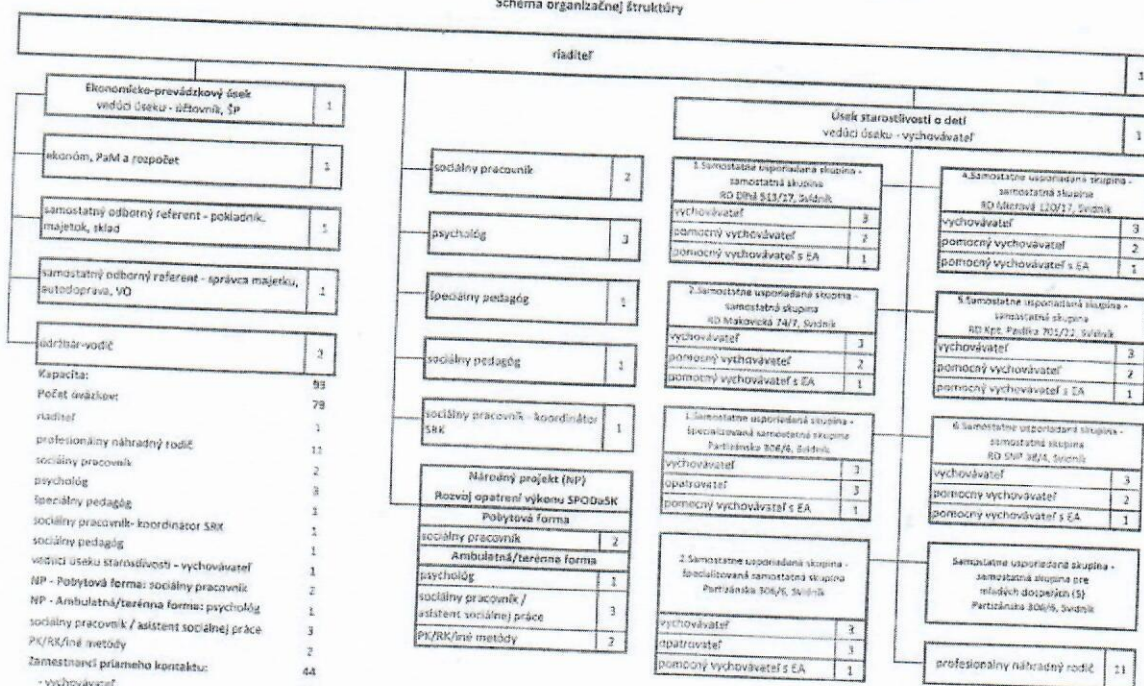 Schéma organizačnej štruktúry
riaditeľ 1
Ekonomicko-prevádzkový úsek
vedúci úseku - účtovník, ŠP 1
ekonóm, PaM a rozpočet 1
samostatný odborný referent - pokladník,
majetok, sklad 1
samostatný odborný referent - správca majetku,
autodoprava, VO 1
údržbár-vodič 2
Kapacita: 93
Počet úväzkov: 79
riaditeľ 1
profesionálny náhradný rodič 11
sociálny pracovník 2
psychológ 3
špeciálny pedagóg 1
sociálny pracovník- koordinátor SRK 1
sociálny pedagóg 1
vedúci úseku starostlivosti - vychovávateľ 1
NP - Pobytová forma: sociálny pracovník 2
NP - Ambulatná/terénna forma: psychológ 1
sociálny pracovník / asistent sociálnej práce 3
PK/RK/iné metódy 2
Zamestnanci priameho kontaktu: 44
- vychovávateľ
sociálny pracovník 2
psychológ 3
špeciálny pedagóg 1
sociálny pedagóg 1
sociálny pracovník - koordinátor
SRK 1
Národný projekt (NP)
Rozvoj opatrení výkonu SPODaSK
Pobytová forma
sociálny pracovník 2
Ambulatná/terénna forma
psychológ 1
sociálny pracovník /
asistent sociálnej práce 3
PK/RK/iné metódy 2
Úsek starostlivosti o deti
vedúci úseku - vychovávateľ 1
1.Samostatne usporiadaná skupina -
samostatná skupina
RD Dlhá 513/17, Svidník
vychovávateľ 3
pomocný vychovávateľ 2
pomocný vychovávateľ s EA 1
2.Samostatne usporiadaná skupina -
samostatná skupina
RD Makovická 74/7, Svidník
vychovávateľ 3
pomocný vychovávateľ 2
pomocný vychovávateľ s EA 1
1.Samostatne usporiadaná skupina -
špecializovaná samostatná skupina
Partizánska 306/6, Svidník
vychovávateľ 3
opatrovateľ 3
pomocný vychovávateľ s EA 1
2.Samostatne usporiadaná skupina -
špecializovaná samostatná skupina
Partizánska 306/6, Svidník
vychovávateľ 3
opatrovateľ 3
pomocný vychovávateľ s EA 1
4.Samostatne usporiadaná skupina -
samostatná skupina
RD Mierová 120/17, Svidník
vychovávateľ 3
pomocný vychovávateľ 2
pomocný vychovávateľ s EA 1
5.Samostatne usporiadaná skupina -
samostatná skupina
RD Kpt. 701/22, Svidník
vychovávateľ 3
pomocný vychovávateľ 2
pomocný vychovávateľ s EA 1
6.Samostatne usporiadaná skupina -
samostatná skupina
RD SNP 38/4, Svidník
vychovávateľ 3
pomocný vychovávateľ 2
pomocný vychovávateľ s EA 1
Samostatne usporiadaná skupina -
samostatná skupina pre
mladých dospelých (5)
Partizánska 306/6, Svidník
profesionálny náhradný rodič 11